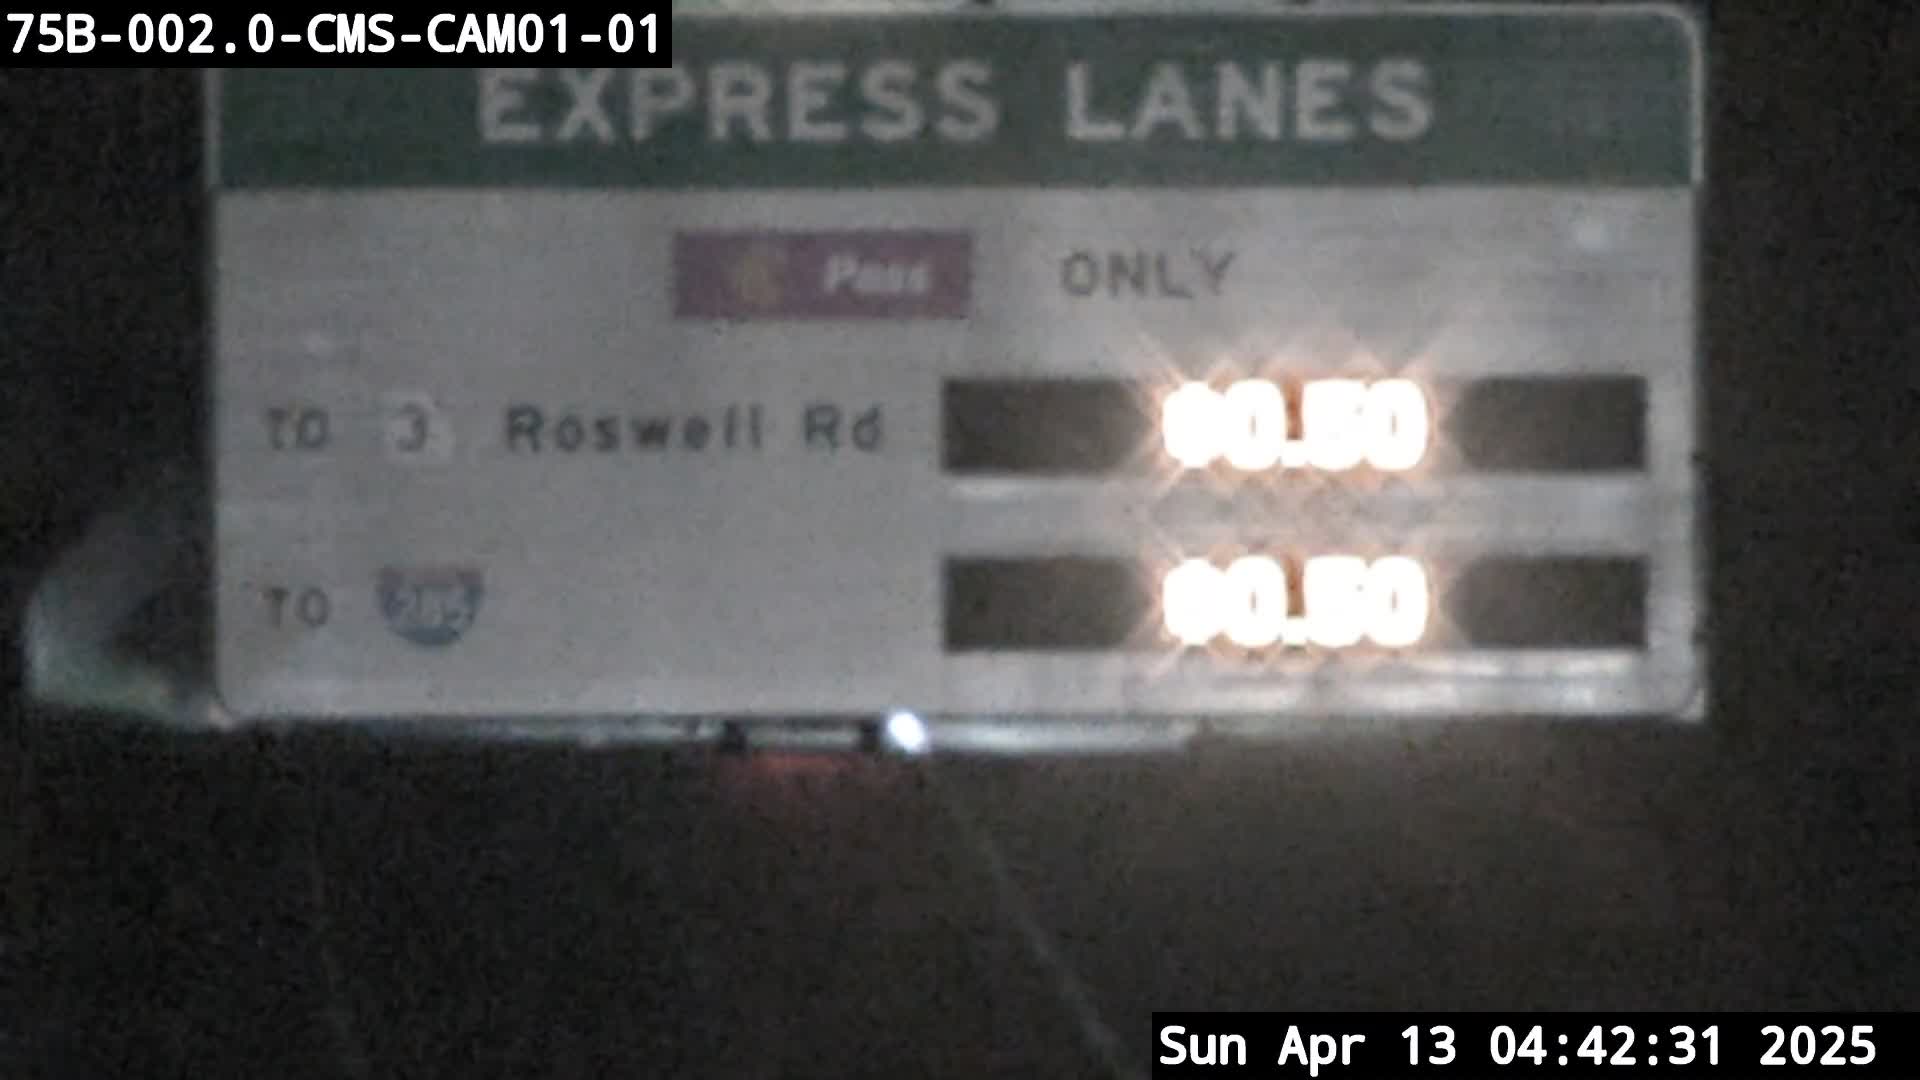 75B-002.0-CMS-CAM01-01
EXPRESS LANES
Pass ONLY
TO 3 Roswell Rd $0.50
TO 285 $0.50
Sun Apr 13 04:42:31 2025